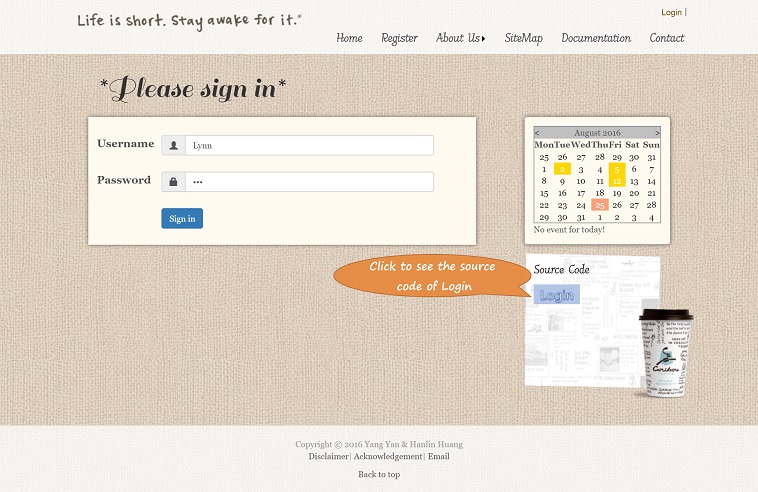 Life is short. Stay awake for it.®
Login |
Home Register About Us SiteMap Documentation Contact
*Please sign in*
Username Lynn
Password •••
Sign in
< August 2016 >
Mon Tue Wed Thu Fri Sat Sun
25 26 27 28 29 30 31
1 2 3 4 5 6 7
8 9 10 11 12 13 14
15 16 17 18 19 20 21
22 23 24 25 26 27 28
29 30 31 1 2 3 4
No event for today!
Click to see the source
code of Login
Source Code
Login
Caribou
Copyright © 2016 Yang Yan & Hanlin Huang
Disclaimer| Acknowledgement| Email
Back to top